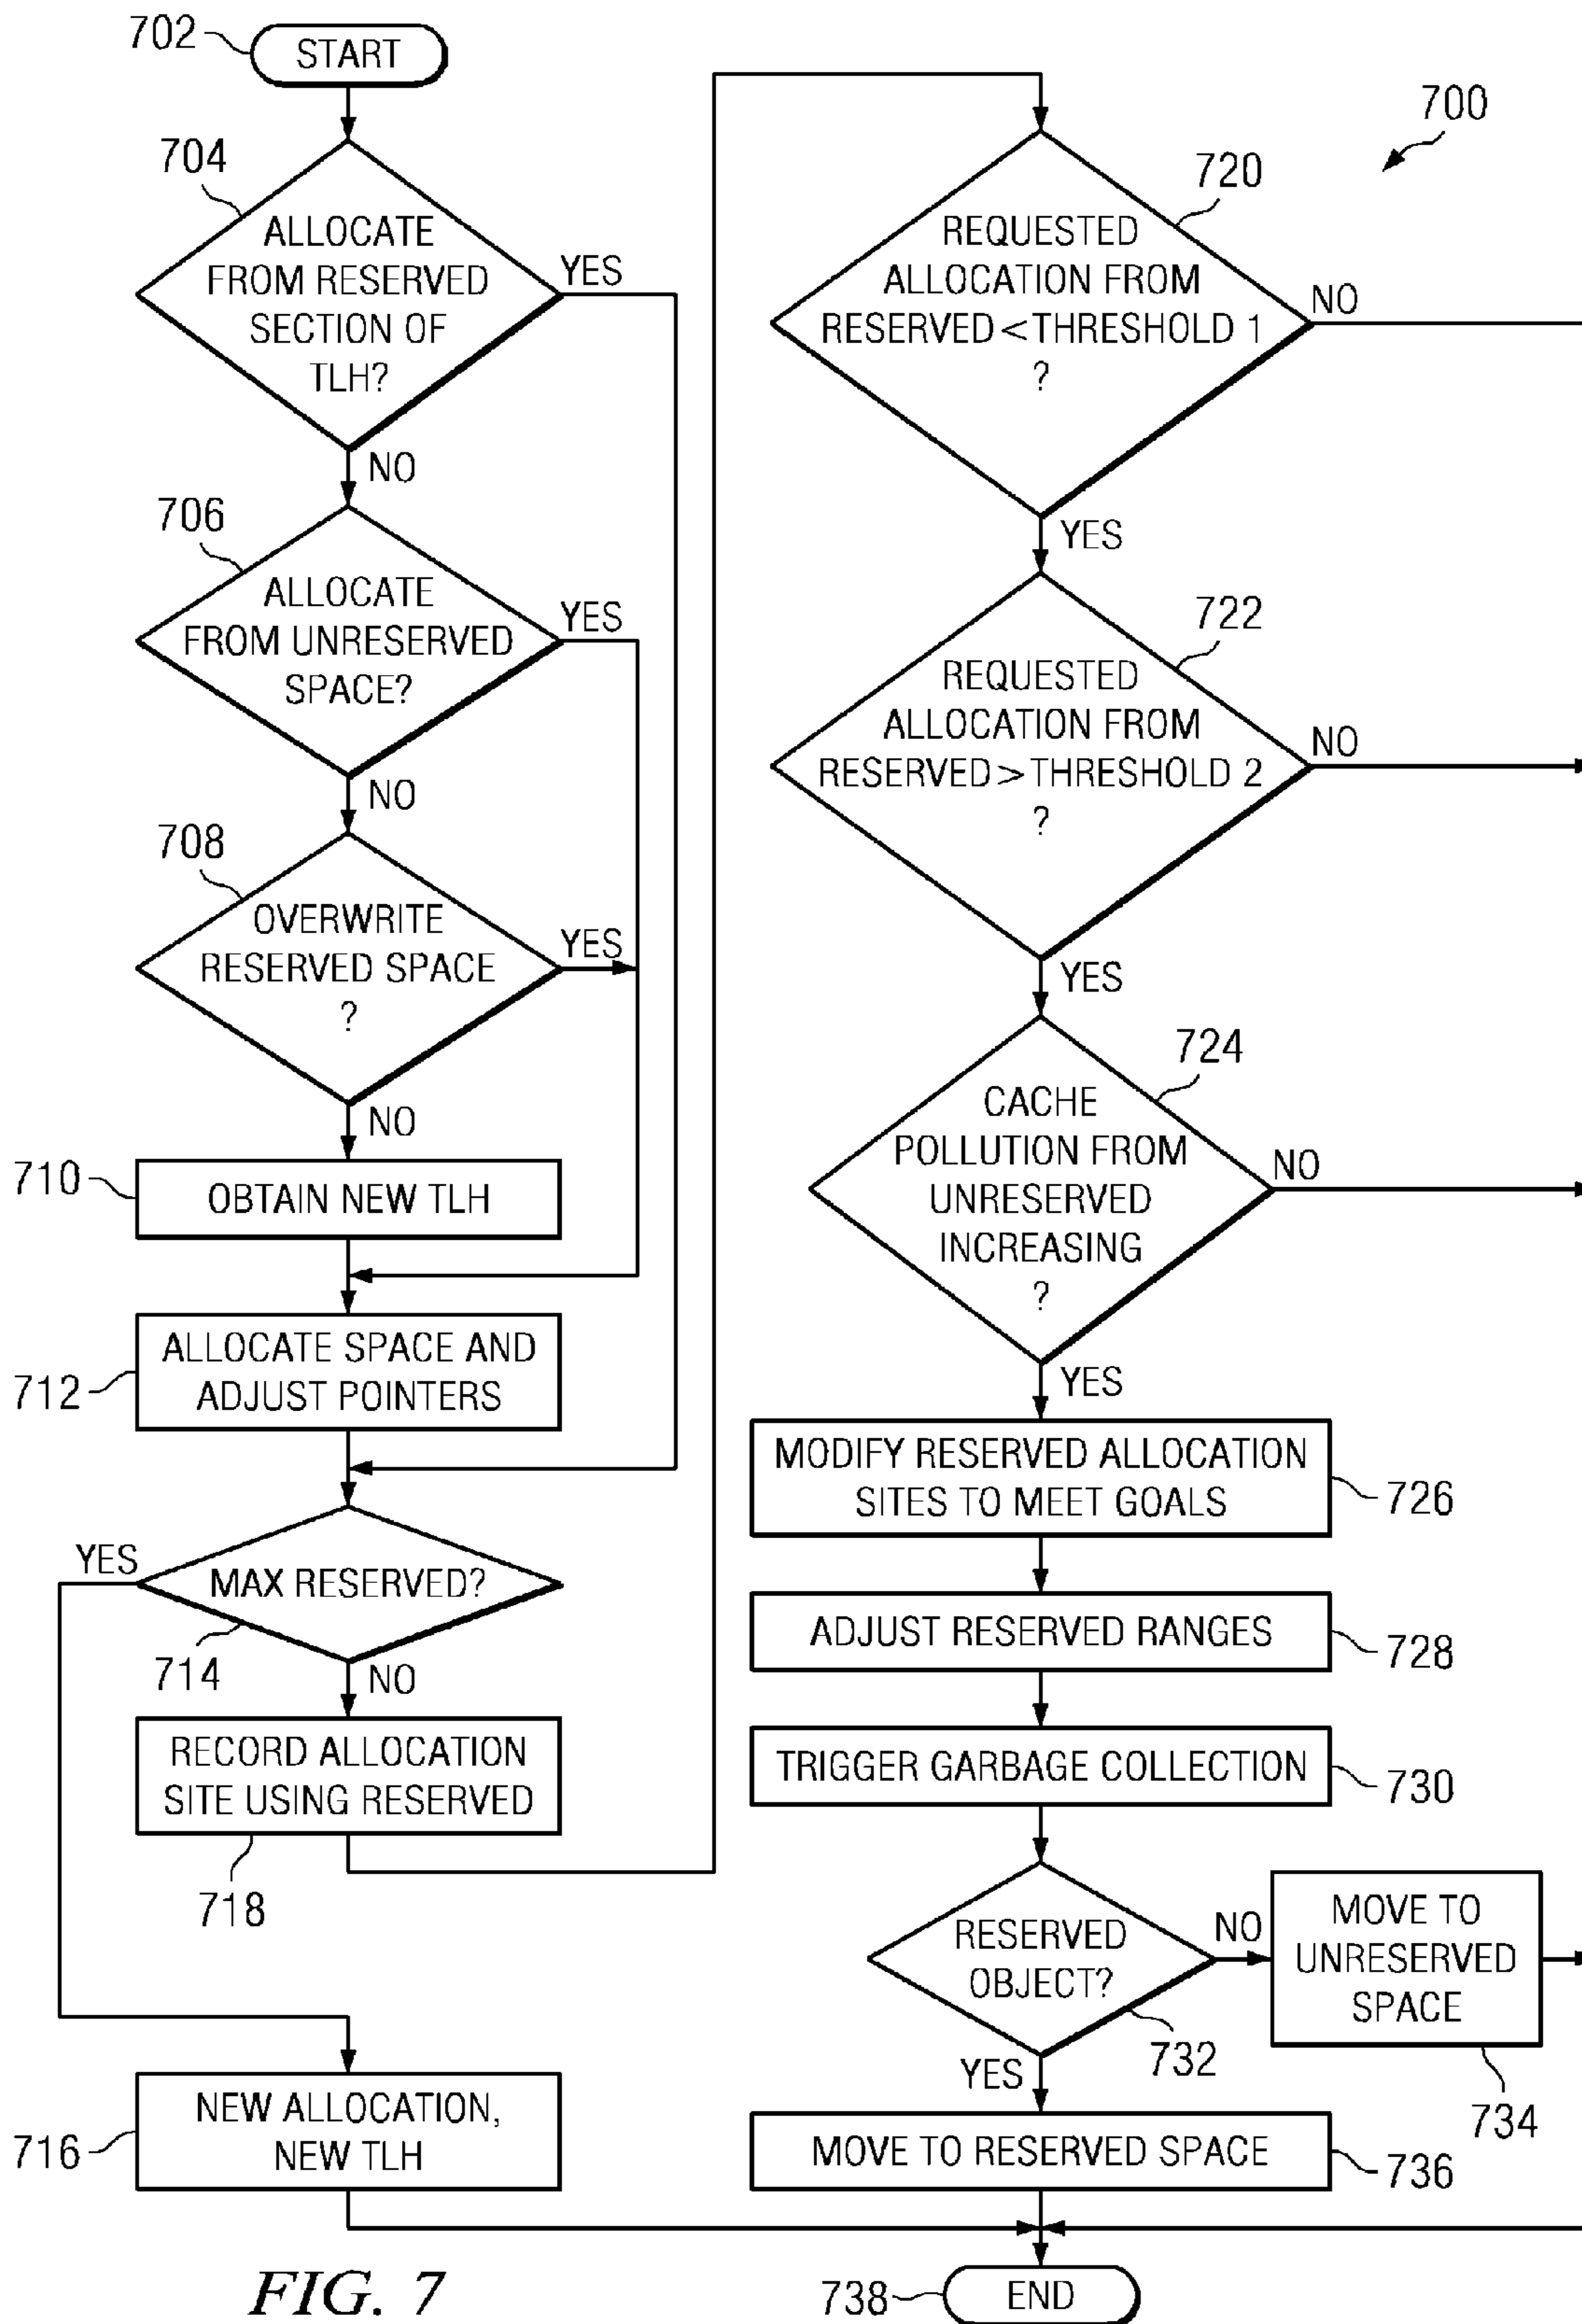 702
START
704
ALLOCATE
FROM RESERVED
SECTION OF
TLH?
YES
NO
706
ALLOCATE
FROM UNRESERVED
SPACE?
YES
NO
708
OVERWRITE
RESERVED SPACE
?
YES
NO
710
OBTAIN NEW TLH
712
ALLOCATE SPACE AND
ADJUST POINTERS
YES
MAX RESERVED?
714
NO
RECORD ALLOCATION
SITE USING RESERVED
718
716
NEW ALLOCATION,
NEW TLH
700
720
REQUESTED
ALLOCATION FROM
RESERVED < THRESHOLD 1
?
NO
YES
722
REQUESTED
ALLOCATION FROM
RESERVED > THRESHOLD 2
?
NO
YES
724
CACHE
POLLUTION FROM
UNRESERVED
INCREASING
?
NO
YES
MODIFY RESERVED ALLOCATION
SITES TO MEET GOALS
726
ADJUST RESERVED RANGES
728
TRIGGER GARBAGE COLLECTION
730
RESERVED
OBJECT?
NO
732
YES
MOVE TO
UNRESERVED
SPACE
734
MOVE TO RESERVED SPACE
736
738
END
FIG. 7